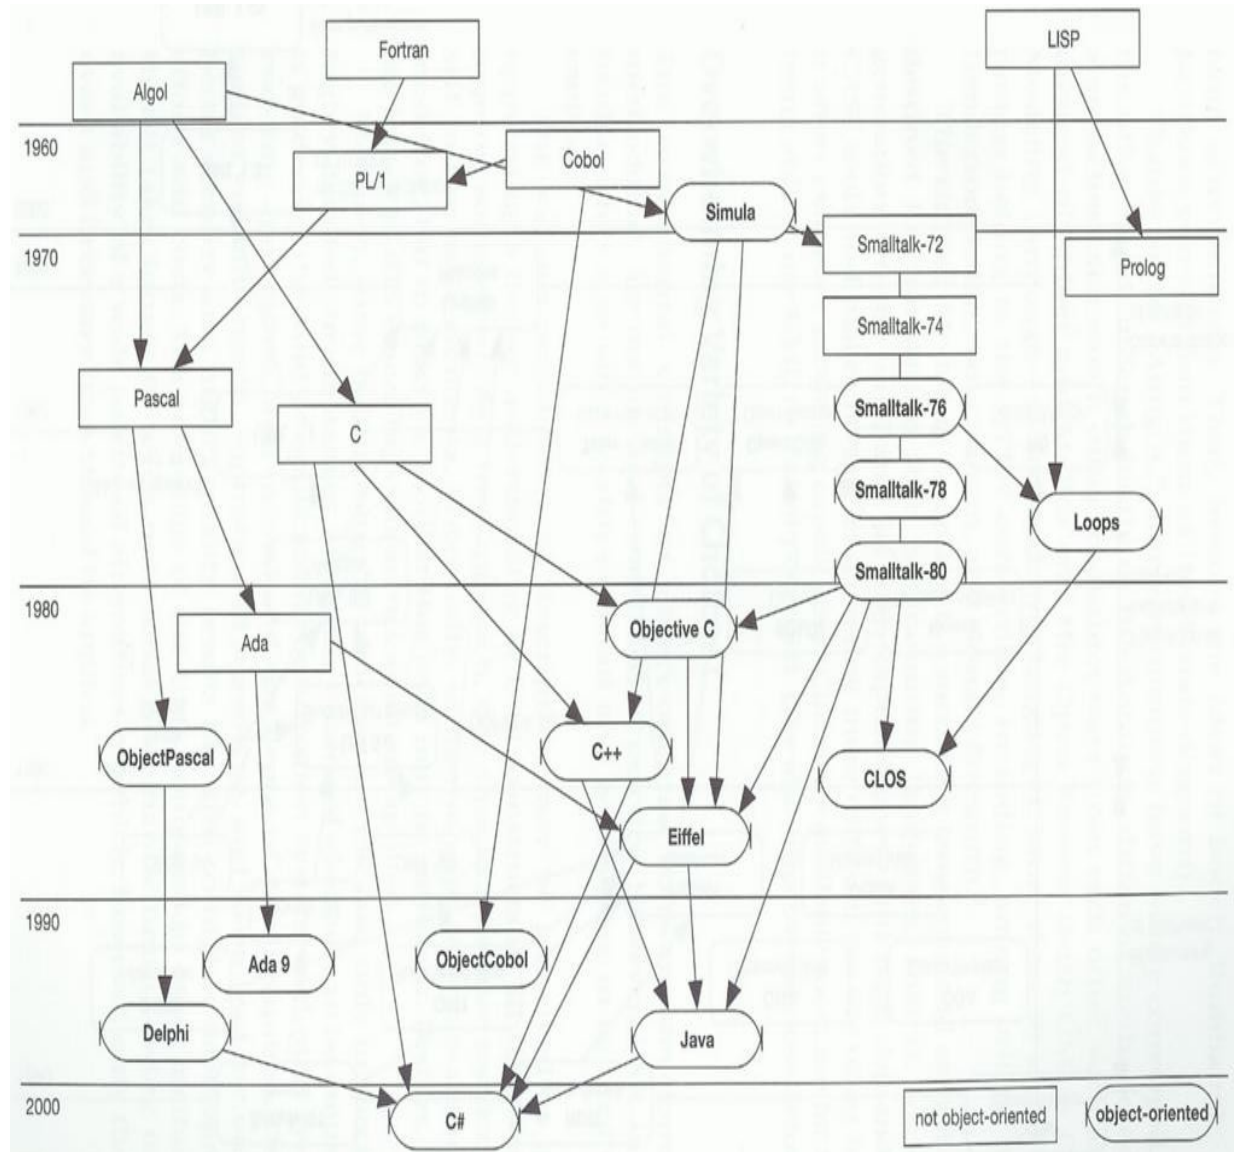 Fortran
LISP
Algol
1960
Cobol
PL/1
Simula
1970
Smalltalk-72
Prolog
Smalltalk-74
Pascal
Smalltalk-76
C
Smalltalk-78
Loops
Smalltalk-80
1980
Objective C
Ada
ObjectPascal
C++
CLOS
Eiffel
1990
Ada 9
ObjectCobol
Delphi
Java
2000
C#
not object-oriented
object-oriented